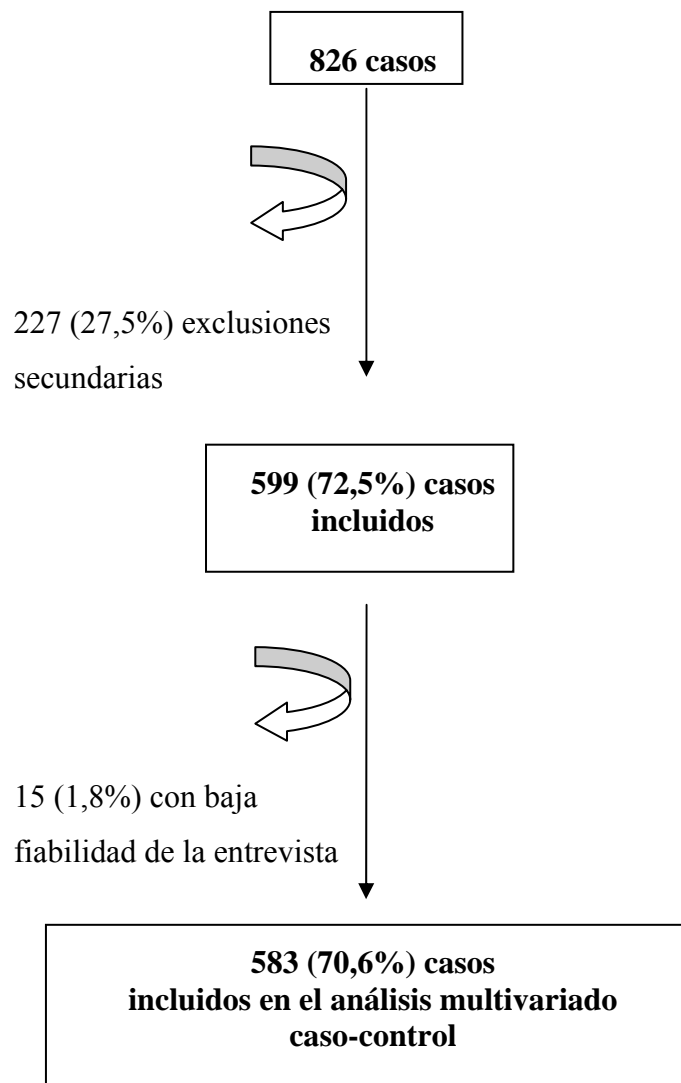 826 casos
227 (27,5%) exclusiones
secundarias
599 (72,5%) casos
incluidos
15 (1,8%) con baja
fiabilidad de la entrevista
583 (70,6%) casos
incluidos en el análisis multivariado
caso-control